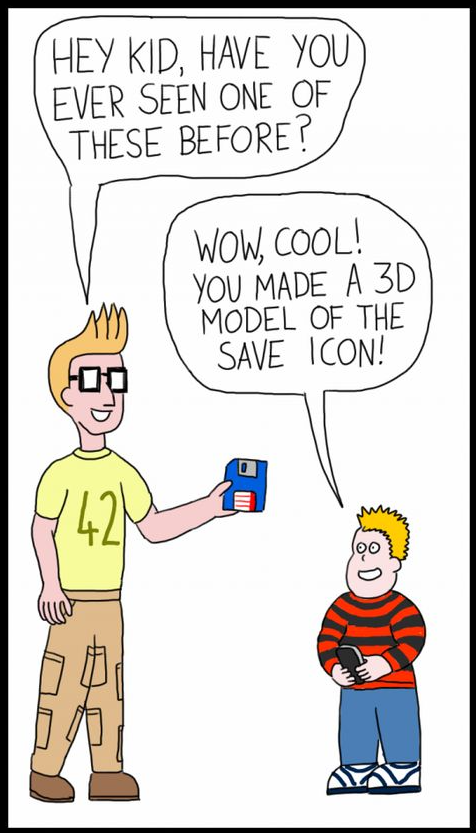 HEY KID, HAVE YOU
EVER SEEN ONE OF
THESE BEFORE?
WOW, COOL!
YOU MADE A 3D
MODEL OF THE
SAVE ICON!
42